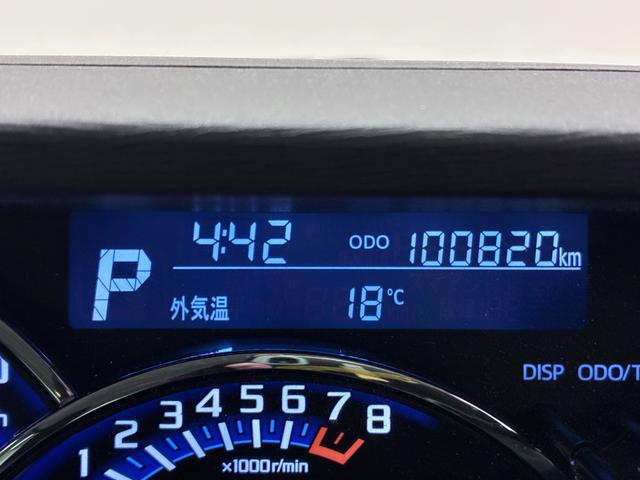 4:42 ODO 100820km
P
外気温 18°C
DISP ODO/T
1 2 3 4 5 6 7 8
×1000r/min